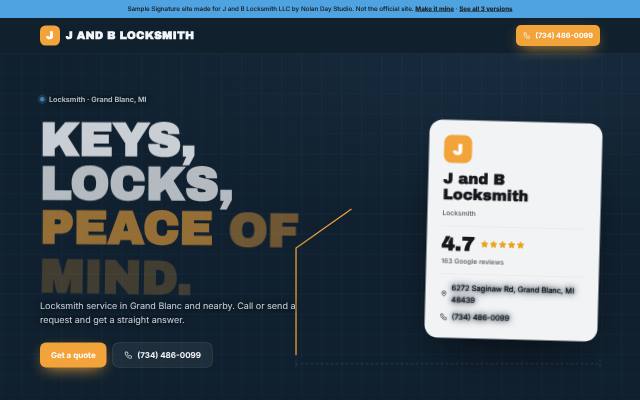 Sample Signature site made for J and B Locksmith LLC by Nolan Day Studio. Not the official site. Make it mine · See all 3 versions
J J AND B LOCKSMITH
(734) 486-0099
Locksmith · Grand Blanc, MI
KEYS,
LOCKS,
PEACE OF
MIND.
Locksmith service in Grand Blanc and nearby. Call or send a
request and get a straight answer.
Get a quote
(734) 486-0099
J
J and B
Locksmith
Locksmith
4.7 ★★★★★
163 Google reviews
6272 Saginaw Rd, Grand Blanc, MI
48439
(734) 486-0099